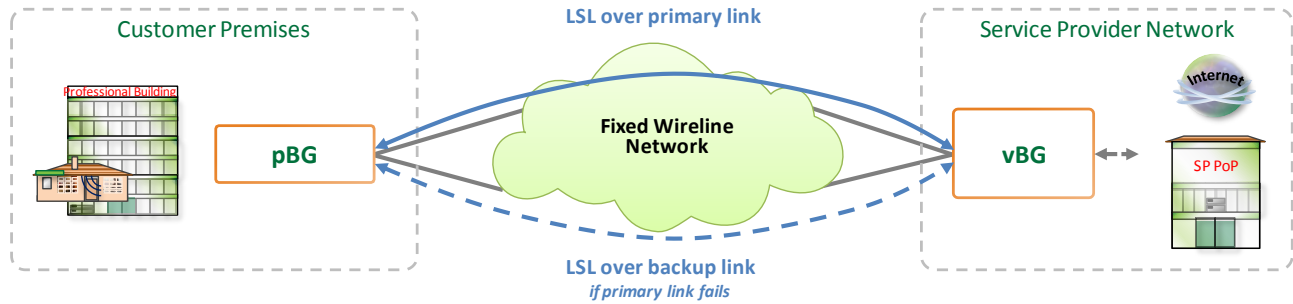 LSL over primary link
Customer Premises
Service Provider Network
Professional Building
Internet
Fixed Wireline
Network
pBG
vBG
SP PoP
LSL over backup link
if primary link fails